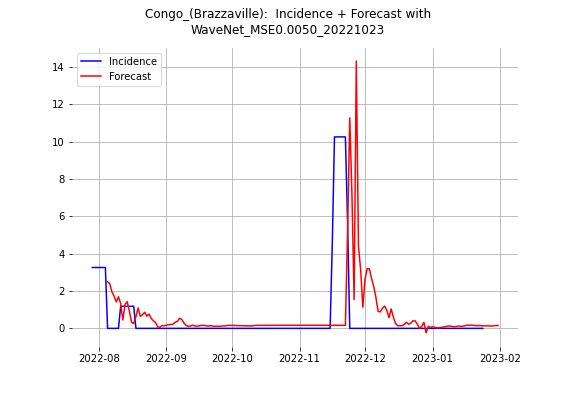 Congo_(Brazzaville):  Incidence + Forecast with
WaveNet_MSE0.0050_20221023
Incidence
Forecast
14
12
10
8
6
4
2
0
2022-08 2022-09 2022-10 2022-11 2022-12 2023-01 2023-02